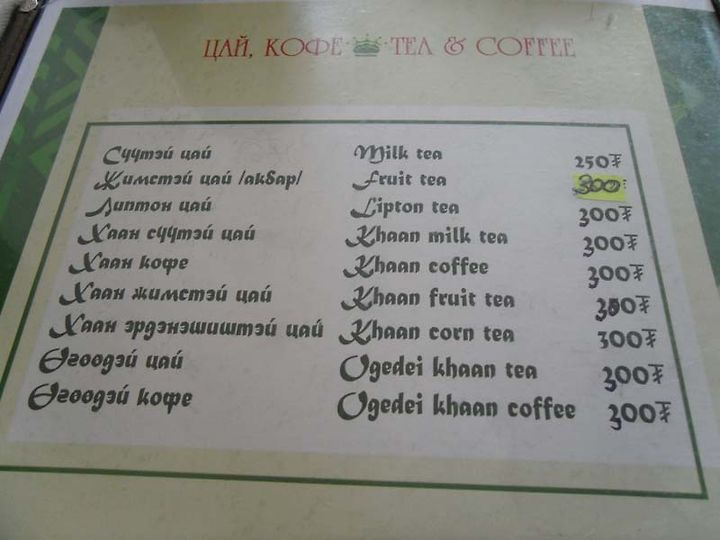 ЦАЙ, КОФЕ TEA & COFFEE
Сүүтэй цай Milk tea 250₮
Жимстэй цай /акбар/ Fruit tea 300₮
Липтон цай Lipton tea 300₮
Хаан сүүтэй цай Khaan milk tea 300₮
Хаан кофе Khaan coffee 300₮
Хаан жимстэй цай Khaan fruit tea 300₮
Хаан эрдэнэшиштэй цай Khaan corn tea 300₮
Өгөөдэй цай Ogedei khaan tea 300₮
Өгөөдэй кофе Ogedei khaan coffee 300₮